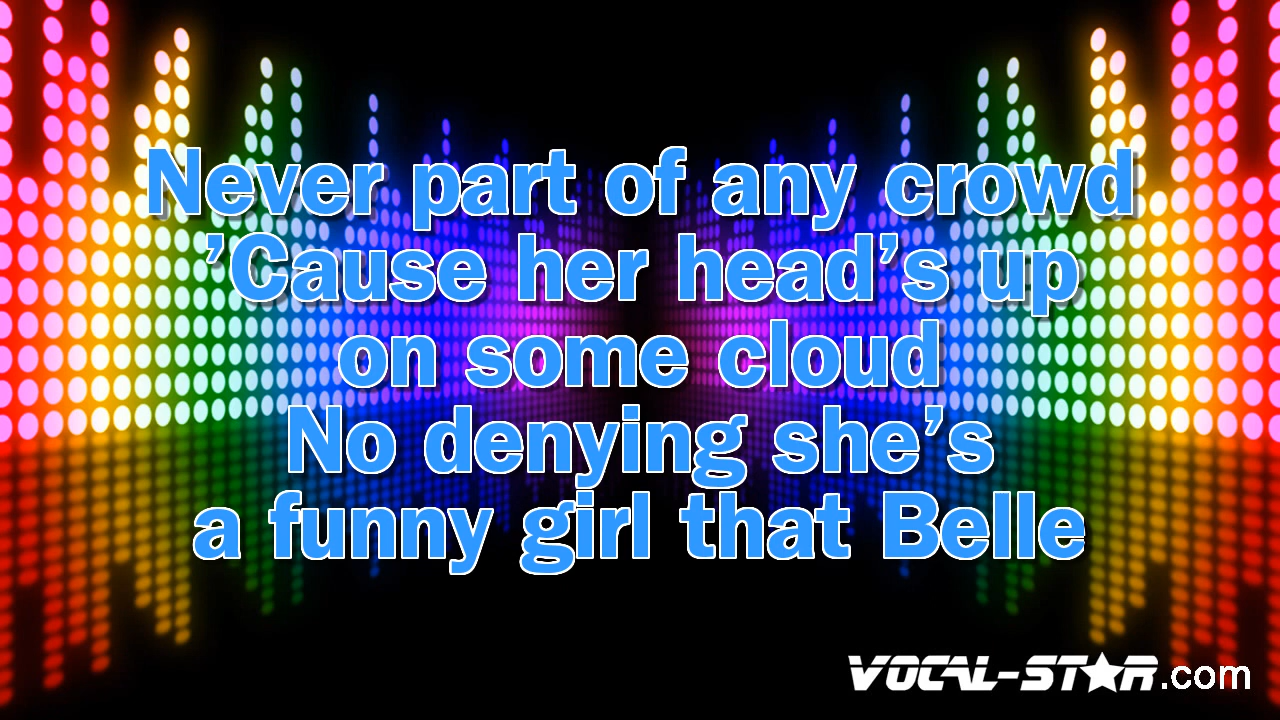 Never part of any crowd
’Cause her head’s up
on some cloud
No denying she’s
a funny girl that Belle
VOCAL-STAR.com